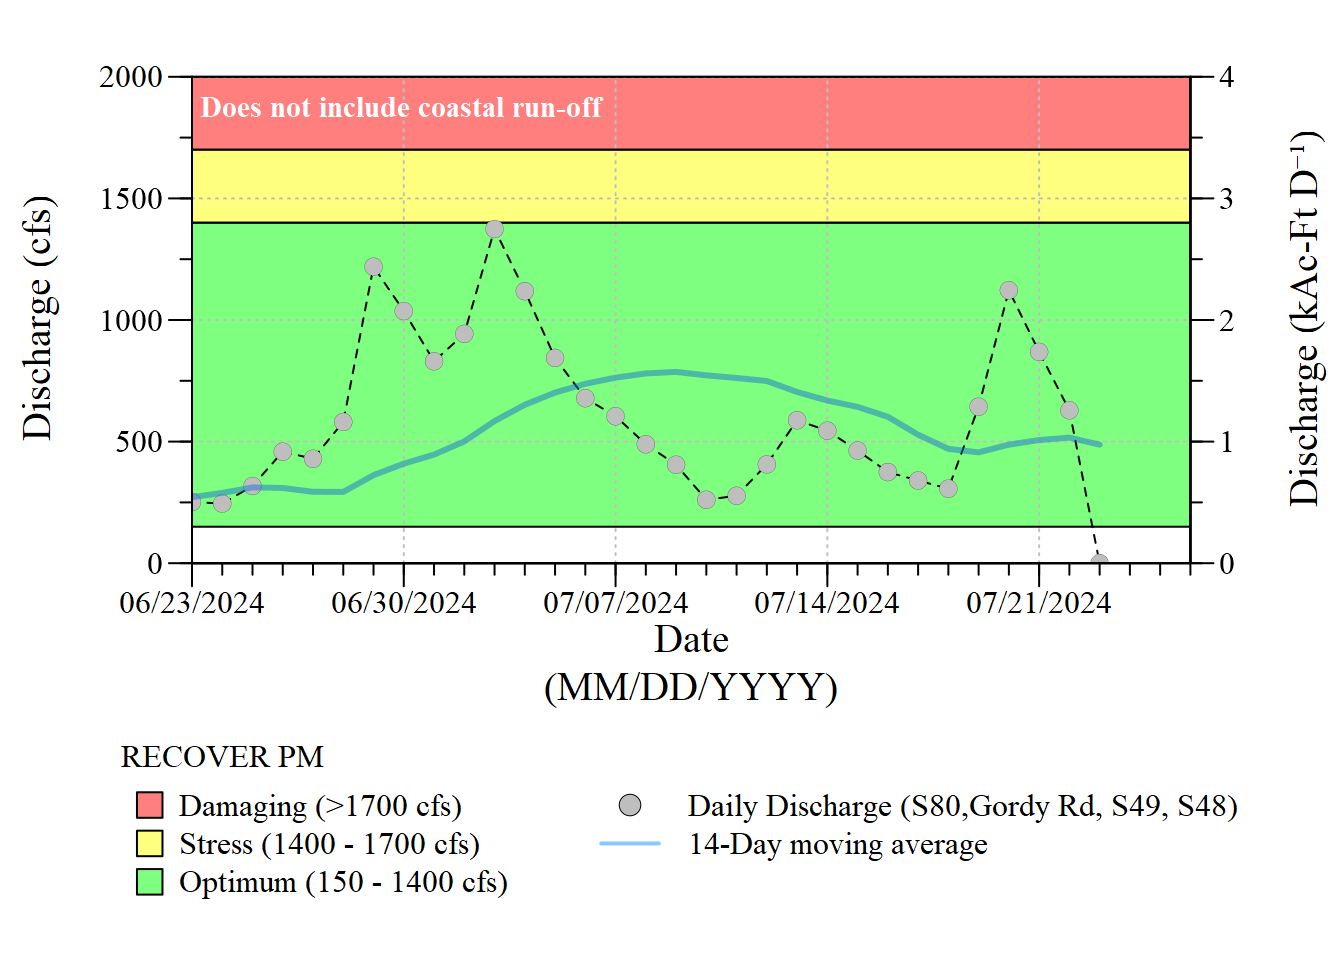 Does not include coastal run-off
Discharge (cfs)
2000
1500
1000
500
0
Discharge (kAc-Ft D⁻¹)
4
3
2
1
0
06/23/2024 06/30/2024 07/07/2024 07/14/2024 07/21/2024
Date
(MM/DD/YYYY)
RECOVER PM
Damaging (>1700 cfs)
Stress (1400 - 1700 cfs)
Optimum (150 - 1400 cfs)
Daily Discharge (S80,Gordy Rd, S49, S48)
14-Day moving average